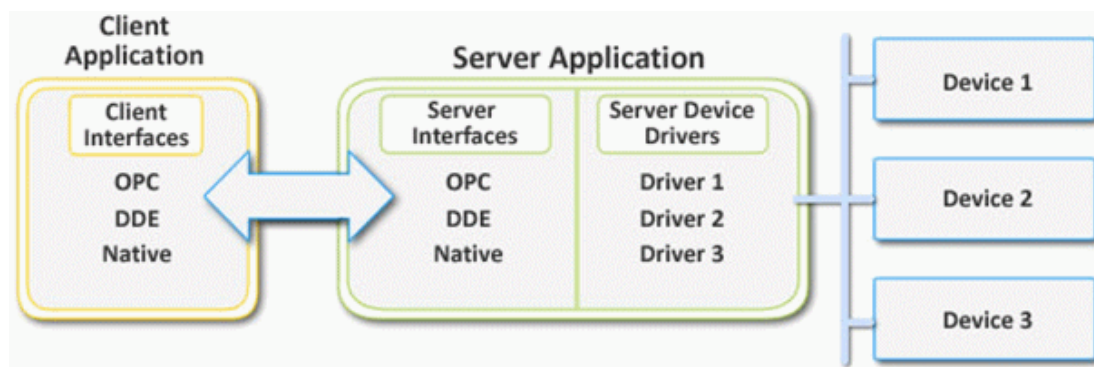 Client
Application
Client
Interfaces
OPC
DDE
Native
Server Application
Server
Interfaces
OPC
DDE
Native
Server Device
Drivers
Driver 1
Driver 2
Driver 3
Device 1
Device 2
Device 3